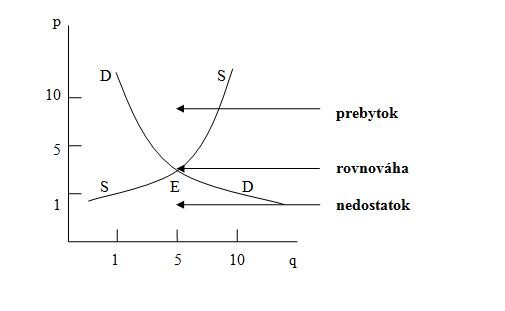 p
D S
10
prebytok
5
rovnováha
S E D
1
nedostatok
1 5 10 q